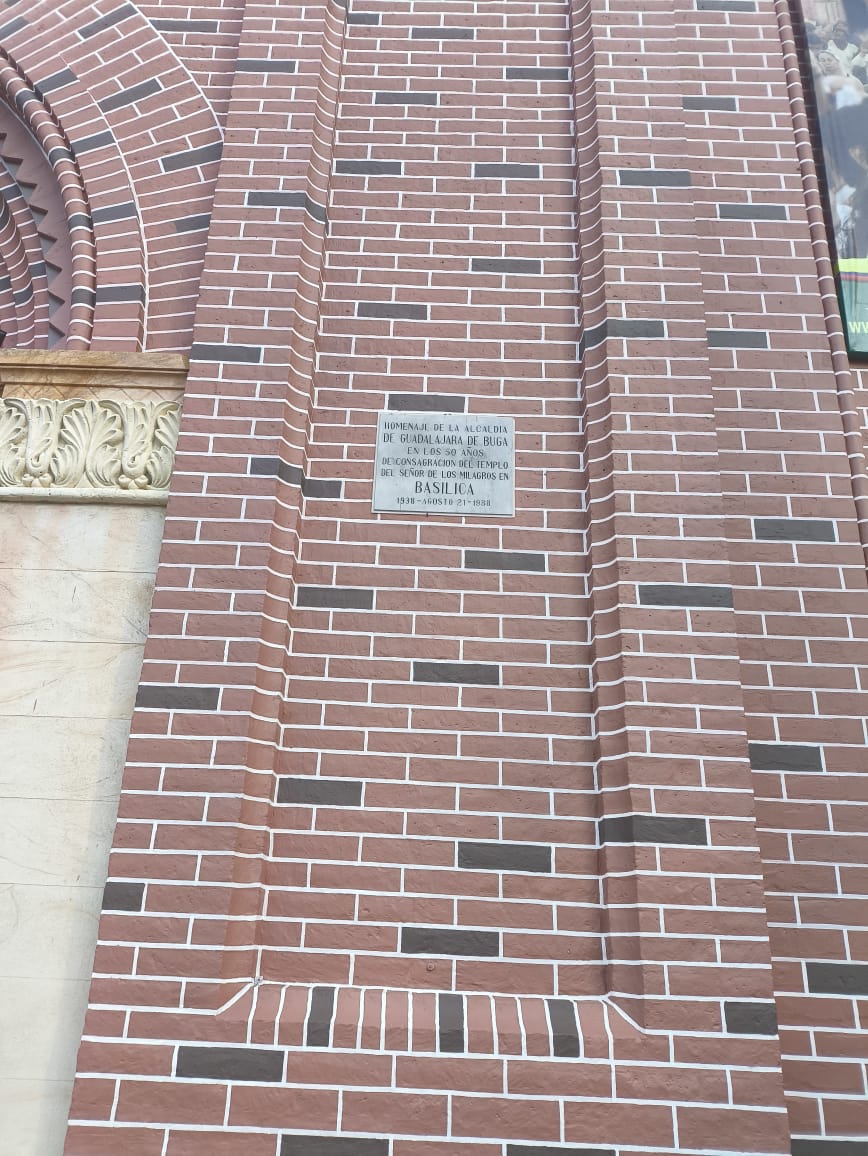 HOMENAJE DE LA ALCALDIA
DE GUADALAJARA DE BUGA
EN LOS 50 AÑOS
DE CONSAGRACION DEL TEMPLO
DEL SEÑOR DE LOS MILAGROS EN
BASILICA
1938-AGOSTO 21-1988